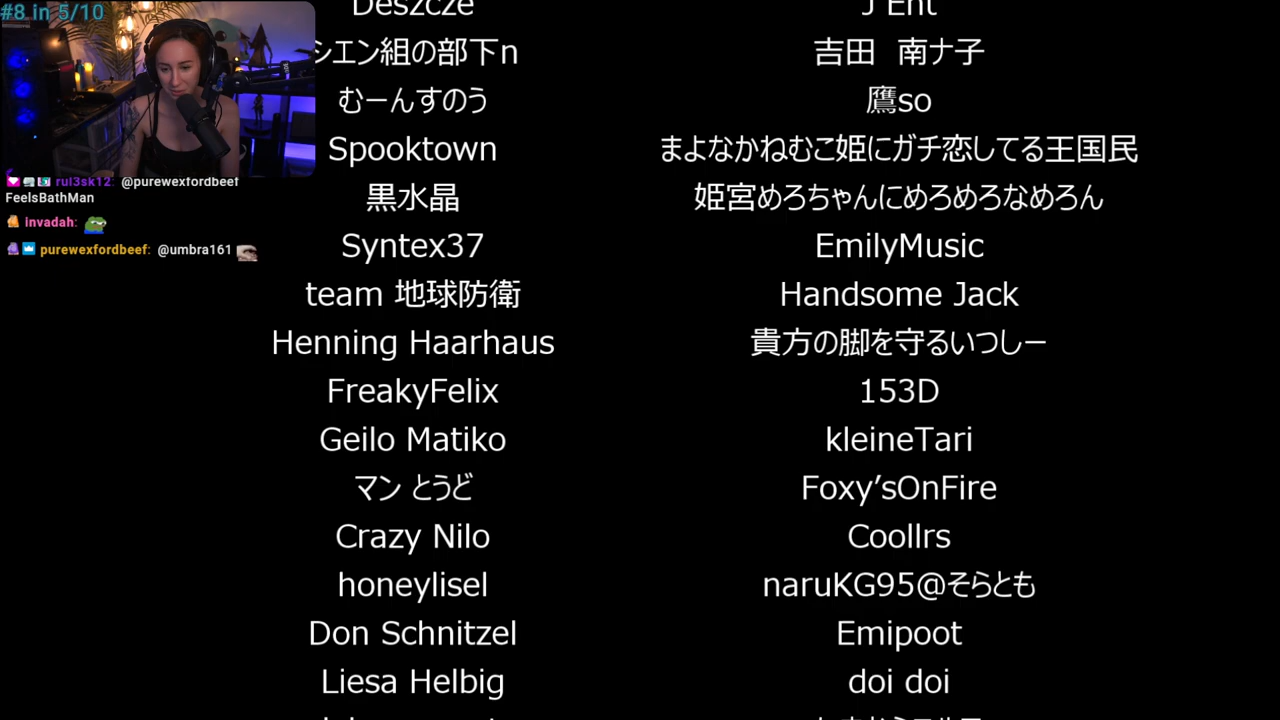 #8 in 5/10
Deszcze
J Ent
シエン組の部下n
吉田　南ナ子
むーんすのう
鷹so
Spooktown
まよなかねむこ姫にガチ恋してる王国民
rul3sk12: @purewexfordbeef
FeelsBathMan
黒水晶
姫宮めろちゃんにめろめろなめろん
invadah:
purewexfordbeef: @umbra161
Syntex37
EmilyMusic
team 地球防衛
Handsome Jack
Henning Haarhaus
貴方の脚を守るいつしー
FreakyFelix
153D
Geilo Matiko
kleineTari
マン とうど
Foxy’sOnFire
Crazy Nilo
Coollrs
honeylisel
naruKG95@そらとも
Don Schnitzel
Emipoot
Liesa Helbig
doi doi